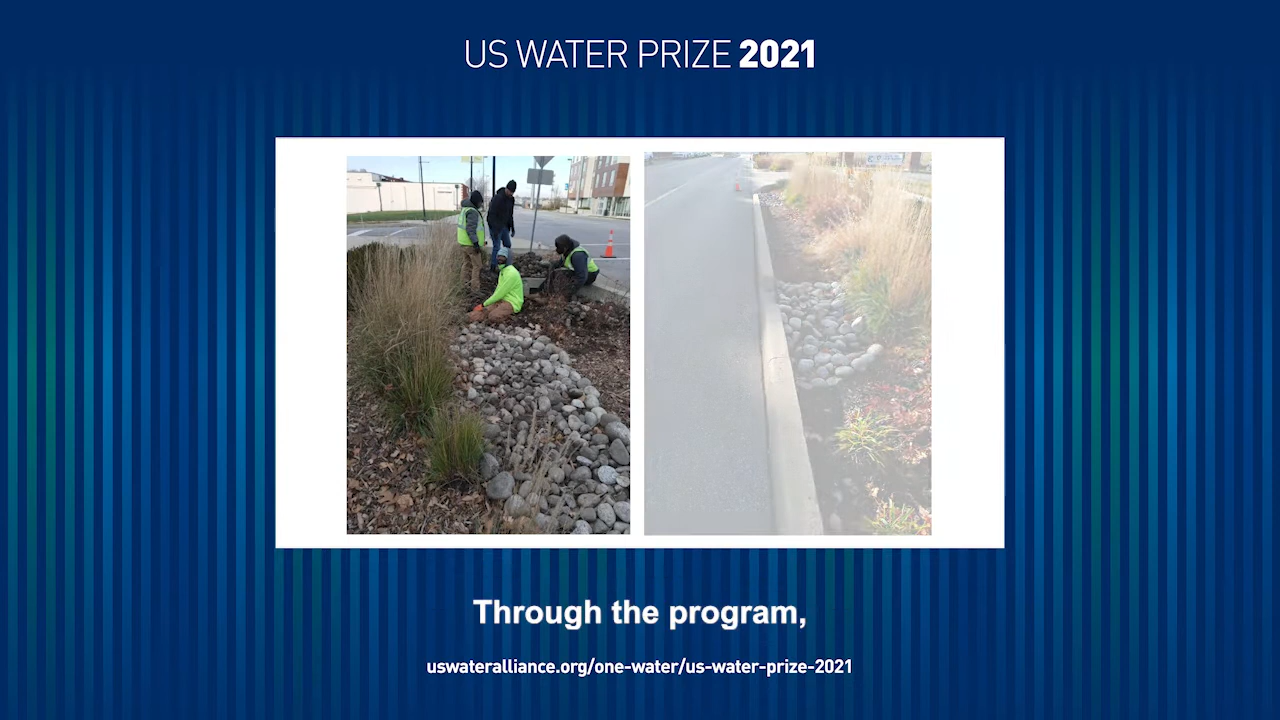 US WATER PRIZE 2021
Through the program,
uswateralliance.org/one-water/us-water-prize-2021